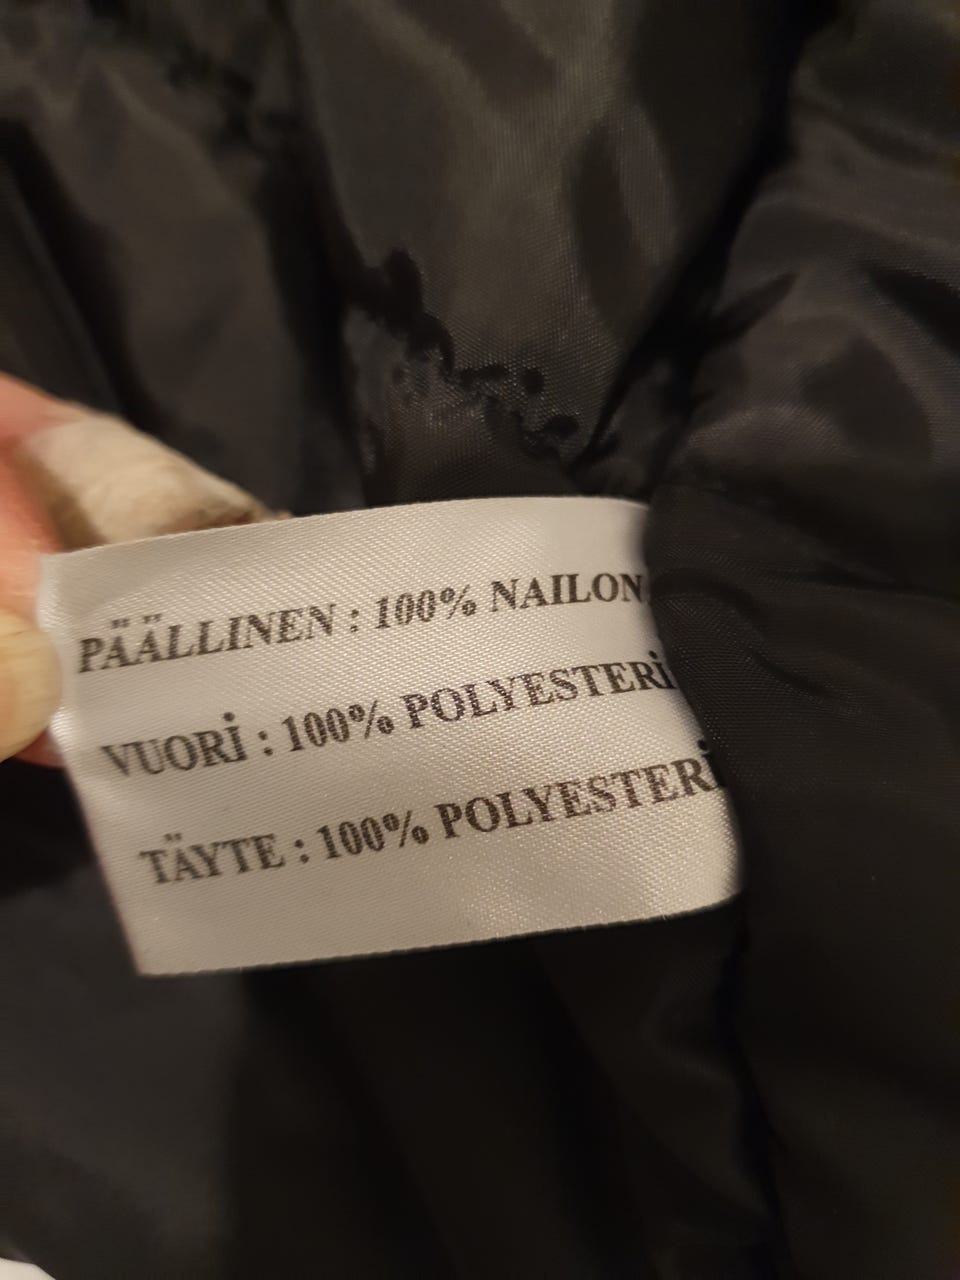 PÄÄLLINEN : 100% NAILON
VUORİ : 100% POLYESTERİ
TÄYTE : 100% POLYESTERİ